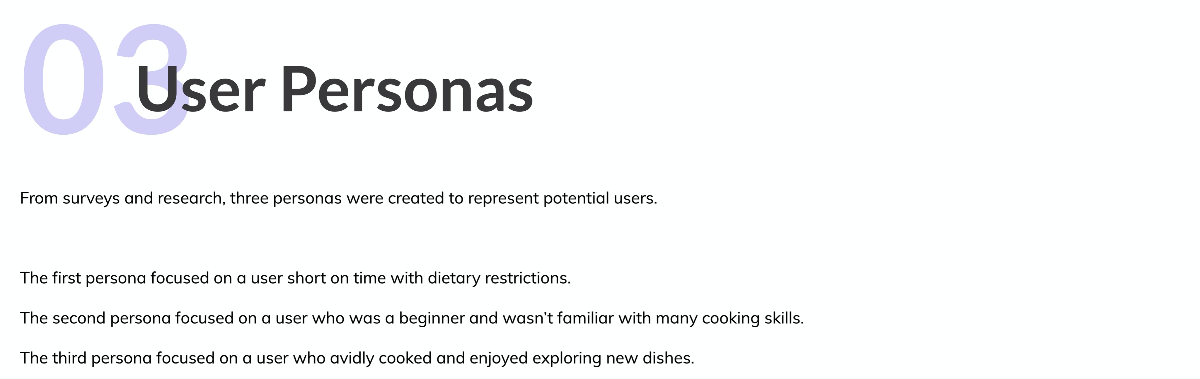 03
User Personas
From surveys and research, three personas were created to represent potential users.
The first persona focused on a user short on time with dietary restrictions.
The second persona focused on a user who was a beginner and wasn't familiar with many cooking skills.
The third persona focused on a user who avidly cooked and enjoyed exploring new dishes.